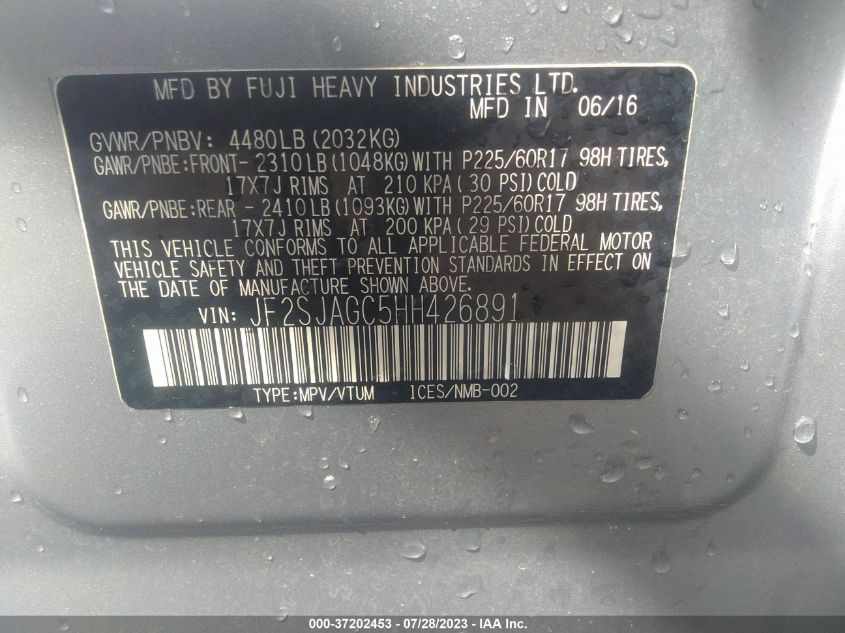 MFD BY FUJI HEAVY INDUSTRIES LTD.
MFD IN 06/16
GVWR/PNBV: 4480LB (2032KG)
GAWR/PNBE:FRONT- 2310LB (1048KG) WITH P225/60R17 98H TIRES,
17X7J RIMS AT 210 KPA ( 30 PSI) COLD
GAWR/PNBE:REAR - 2410LB (1093KG) WITH P225/60R17 98H TIRES,
17X7J RIMS AT 200 KPA ( 29 PSI) COLD
THIS VEHICLE CONFORMS TO ALL APPLICABLE FEDERAL MOTOR
VEHICLE SAFETY AND THEFT PREVENTION STANDARDS IN EFFECT ON
THE DATE OF MANUFACTURE SHOWN ABOVE.
VIN: JF2SJAGC5HH426891
TYPE:MPV/VTUM ICES/NMB-002
000-37202453 - 07/28/2023 - IAA Inc.